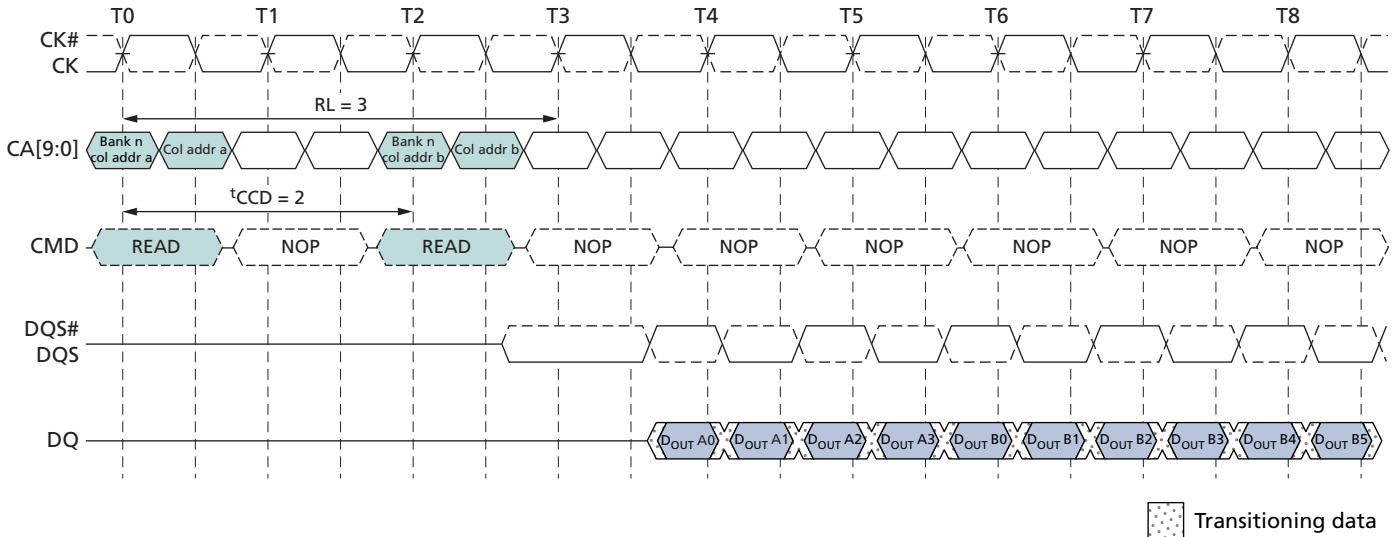 T0 T1 T2 T3 T4 T5 T6 T7 T8
CK#
CK
RL = 3
CA[9:0]
Bank n
col addr a
Col addr a
Bank n
col addr b
Col addr b
tCCD = 2
CMD READ NOP READ NOP NOP NOP NOP NOP NOP
DQS#
DQS
DQ DOUT A0 DOUT A1 DOUT A2 DOUT A3 DOUT B0 DOUT B1 DOUT B2 DOUT B3 DOUT B4 DOUT B5
Transitioning data